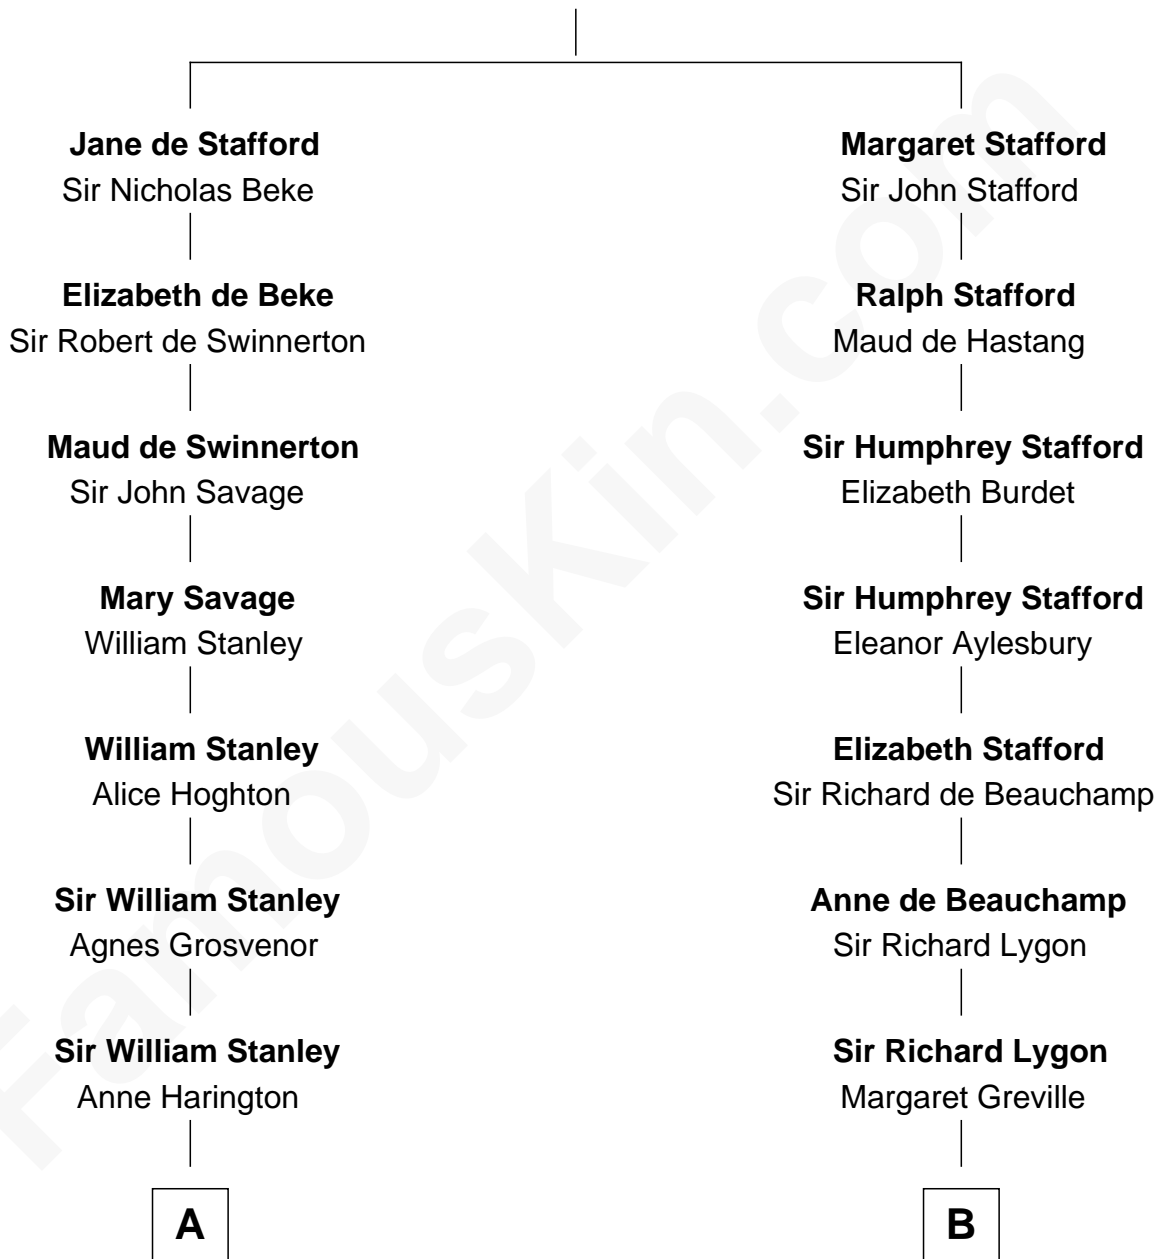 Jane de Stafford
Sir Nicholas Beke
Elizabeth de Beke
Sir Robert de Swinnerton
Maud de Swinnerton
Sir John Savage
Mary Savage
William Stanley
William Stanley
Alice Hoghton
Sir William Stanley
Agnes Grosvenor
Sir William Stanley
Anne Harington
A
Margaret Stafford
Sir John Stafford
Ralph Stafford
Maud de Hastang
Sir Humphrey Stafford
Elizabeth Burdet
Sir Humphrey Stafford
Eleanor Aylesbury
Elizabeth Stafford
Sir Richard de Beauchamp
Anne de Beauchamp
Sir Richard Lygon
Sir Richard Lygon
Margaret Greville
B
FamousKin.com